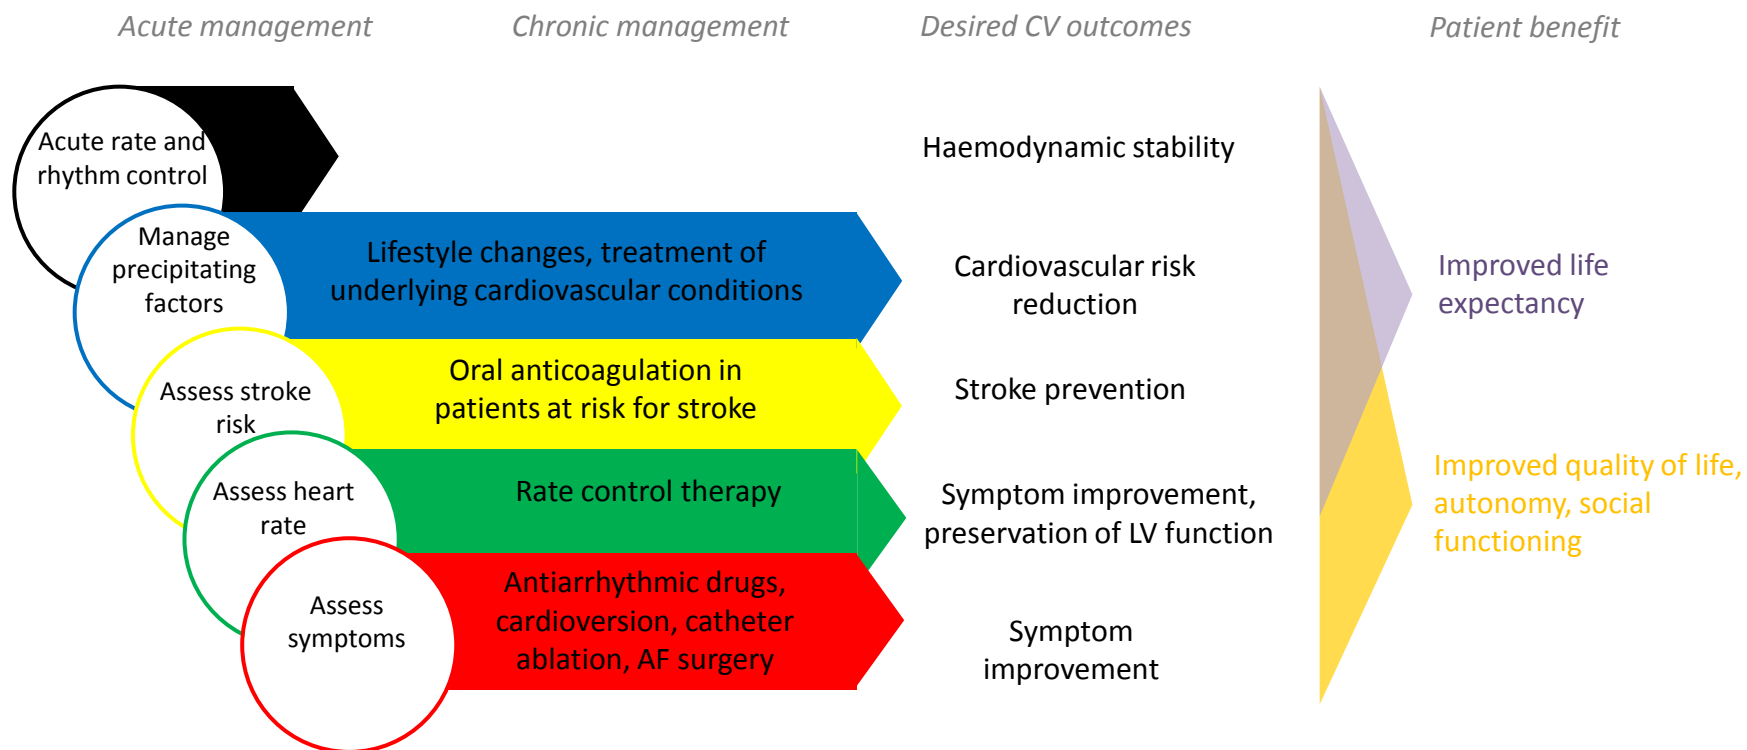 Acute management
Chronic management
Desired CV outcomes
Patient benefit
Acute rate and
rhythm control
Haemodynamic stability
Manage
precipitating
factors
Lifestyle changes, treatment of
underlying cardiovascular conditions
Cardiovascular risk
reduction
Improved life
expectancy
Assess stroke
risk
Oral anticoagulation in
patients at risk for stroke
Stroke prevention
Assess heart
rate
Rate control therapy
Symptom improvement,
preservation of LV function
Improved quality of life,
autonomy, social
functioning
Assess
symptoms
Antiarrhythmic drugs,
cardioversion, catheter
ablation, AF surgery
Symptom
improvement